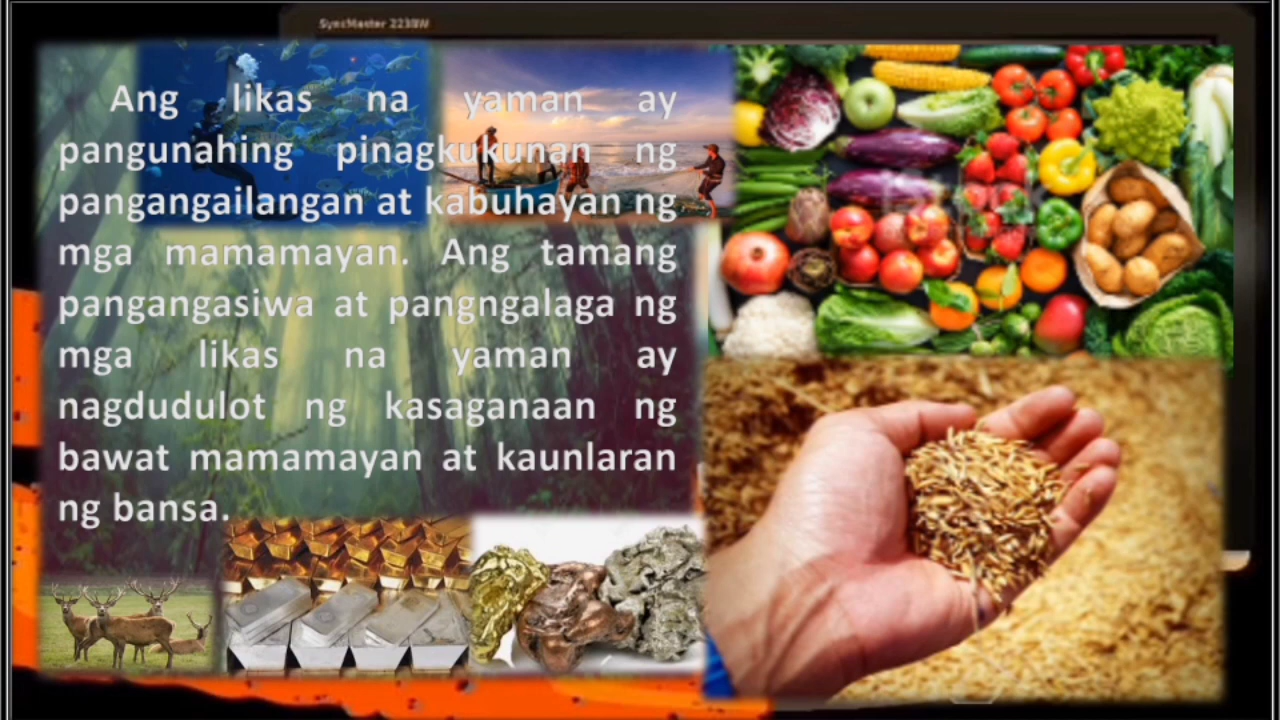 SyncMaster 2233SW
Ang likas na yaman ay
pangunahing pinagkukunan ng
pangangailangan at kabuhayan ng
mga mamamayan. Ang tamang
pangangasiwa at pangngalaga ng
mga likas na yaman ay
nagdudulot ng kasaganaan ng
bawat mamamayan at kaunlaran
ng bansa.